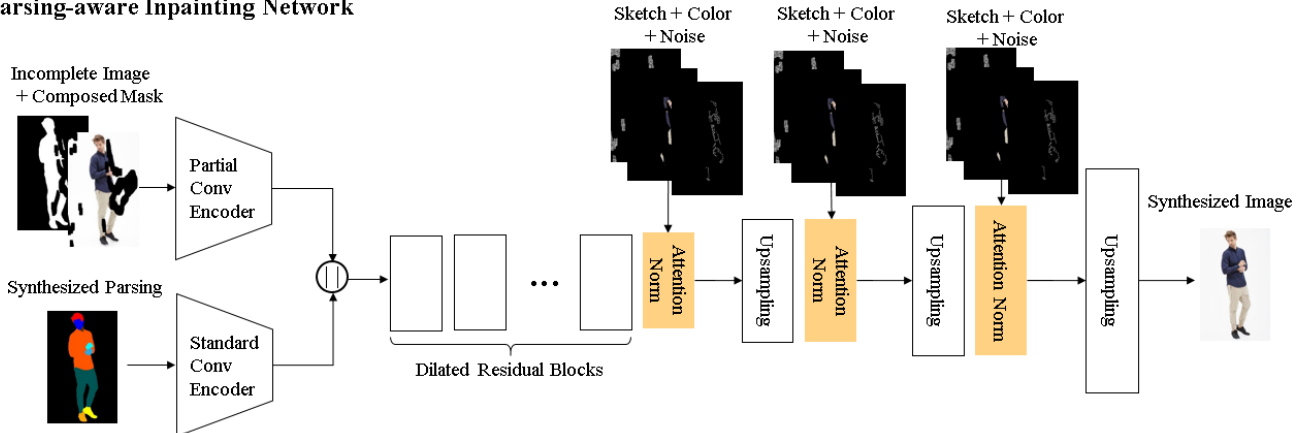 arsing-aware Inpainting Network
Sketch + Color
+ Noise
Sketch + Color
+ Noise
Sketch + Color
+ Noise
Incomplete Image
+ Composed Mask
Partial
Conv
Encoder
Synthesized Parsing
Standard
Conv
Encoder
||
...
Dilated Residual Blocks
Attention
Norm
Upsampling
Attention
Norm
Upsampling
Attention Norm
Upsampling
Synthesized Image